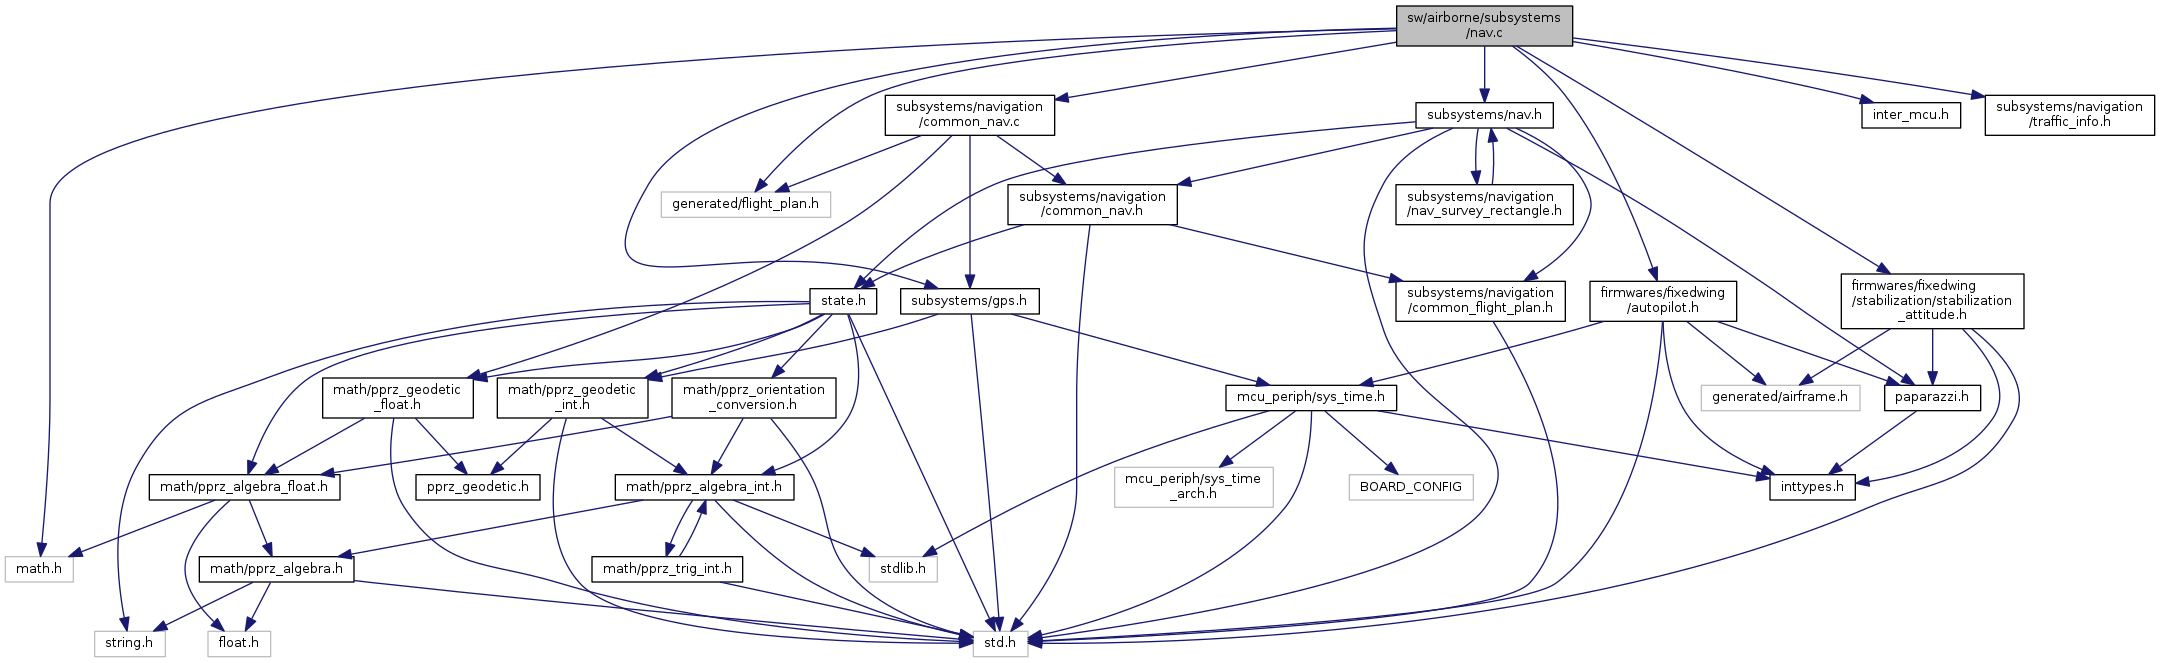 sw/airborne/subsystems
/nav.c
subsystems/navigation
/common_nav.c
subsystems/nav.h
inter_mcu.h
subsystems/navigation
/traffic_info.h
generated/flight_plan.h
subsystems/navigation
/common_nav.h
subsystems/navigation
/nav_survey_rectangle.h
state.h
subsystems/gps.h
subsystems/navigation
/common_flight_plan.h
firmwares/fixedwing
/autopilot.h
firmwares/fixedwing
/stabilization/stabilization
_attitude.h
math/pprz_geodetic
_float.h
math/pprz_geodetic
_int.h
math/pprz_orientation
_conversion.h
mcu_periph/sys_time.h
generated/airframe.h
paparazzi.h
math/pprz_algebra_float.h
pprz_geodetic.h
math/pprz_algebra_int.h
mcu_periph/sys_time
_arch.h
BOARD_CONFIG
inttypes.h
math.h
math/pprz_algebra.h
math/pprz_trig_int.h
stdlib.h
string.h
float.h
std.h